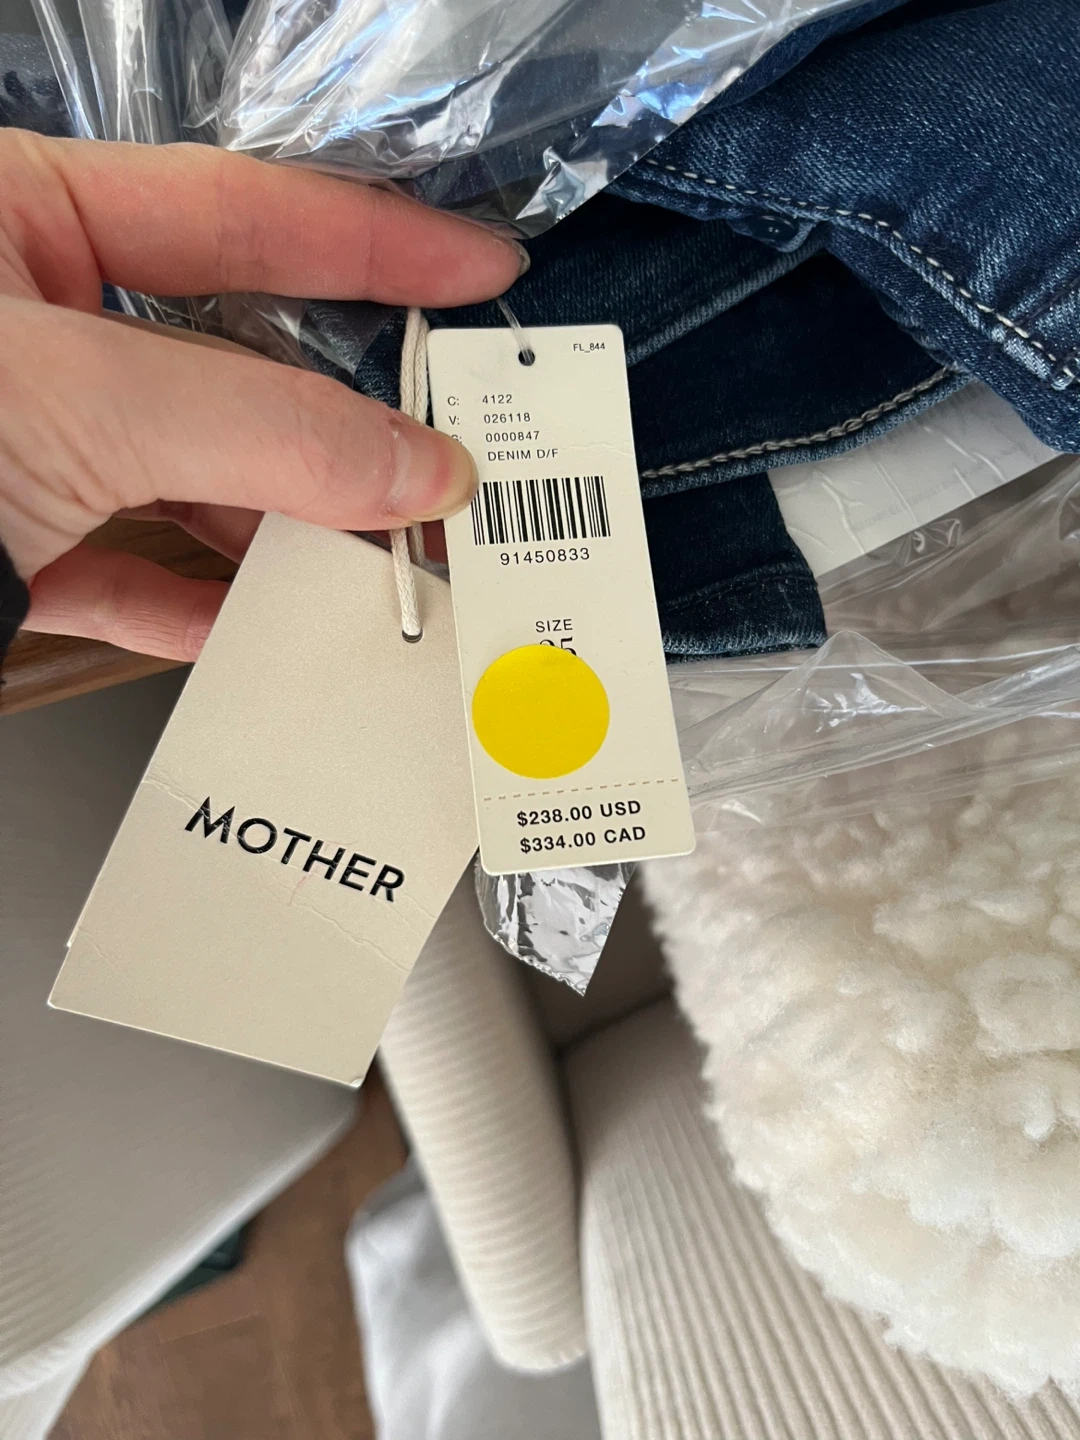 FL_844
C: 4122
V: 026118
0000847
DENIM D/F
91450833
SIZE
$238.00 USD
$334.00 CAD
MOTHER